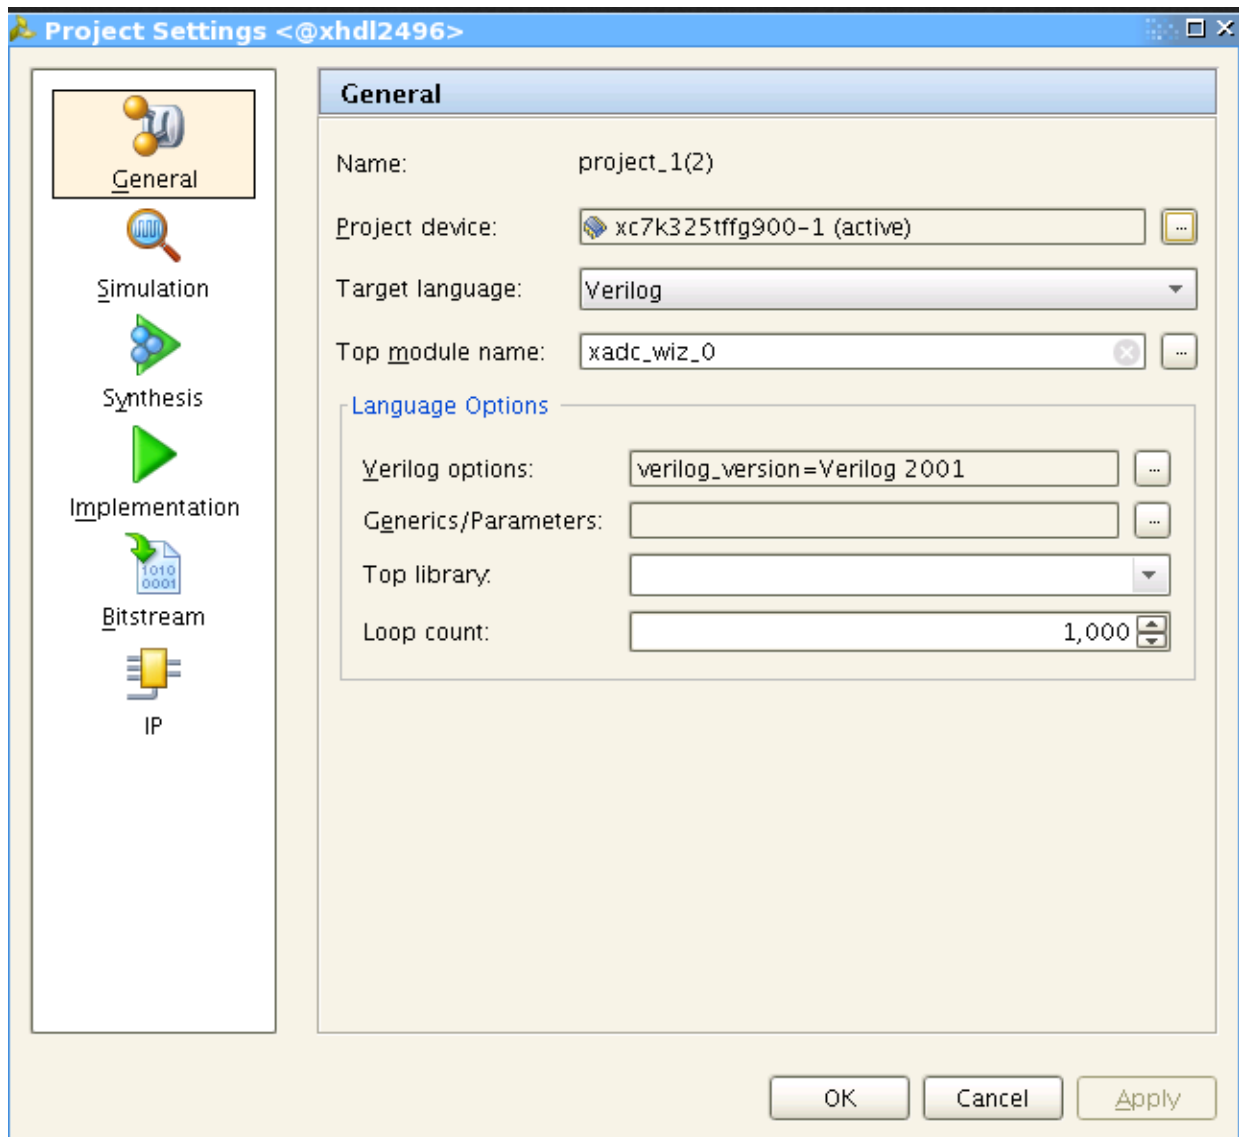 Project Settings <@xhdl2496>
General
Simulation
Synthesis
Implementation
1010
0001
Bitstream
IP
General
Name: project_1(2)
Project device: xc7k325tffg900-1 (active) ...
Target language: Verilog
Top module name: xadc_wiz_0 ...
Language Options
Verilog options: verilog_version=Verilog 2001 ...
Generics/Parameters: ...
Top library:
Loop count: 1,000
OK Cancel Apply